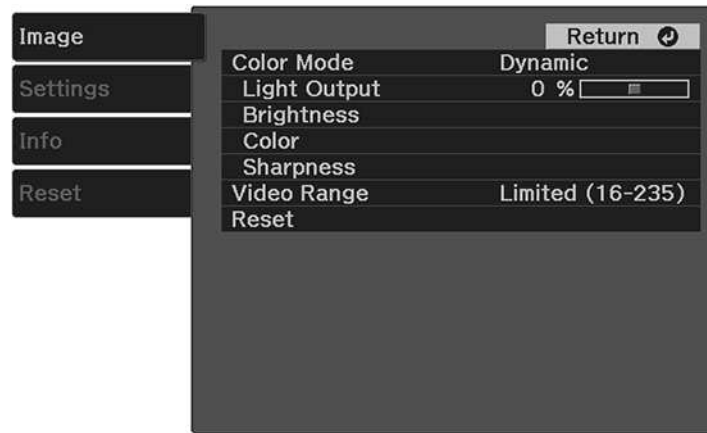 Image
Settings
Info
Reset
Return
Color Mode Dynamic
Light Output 0 %
Brightness
Color
Sharpness
Video Range Limited (16-235)
Reset